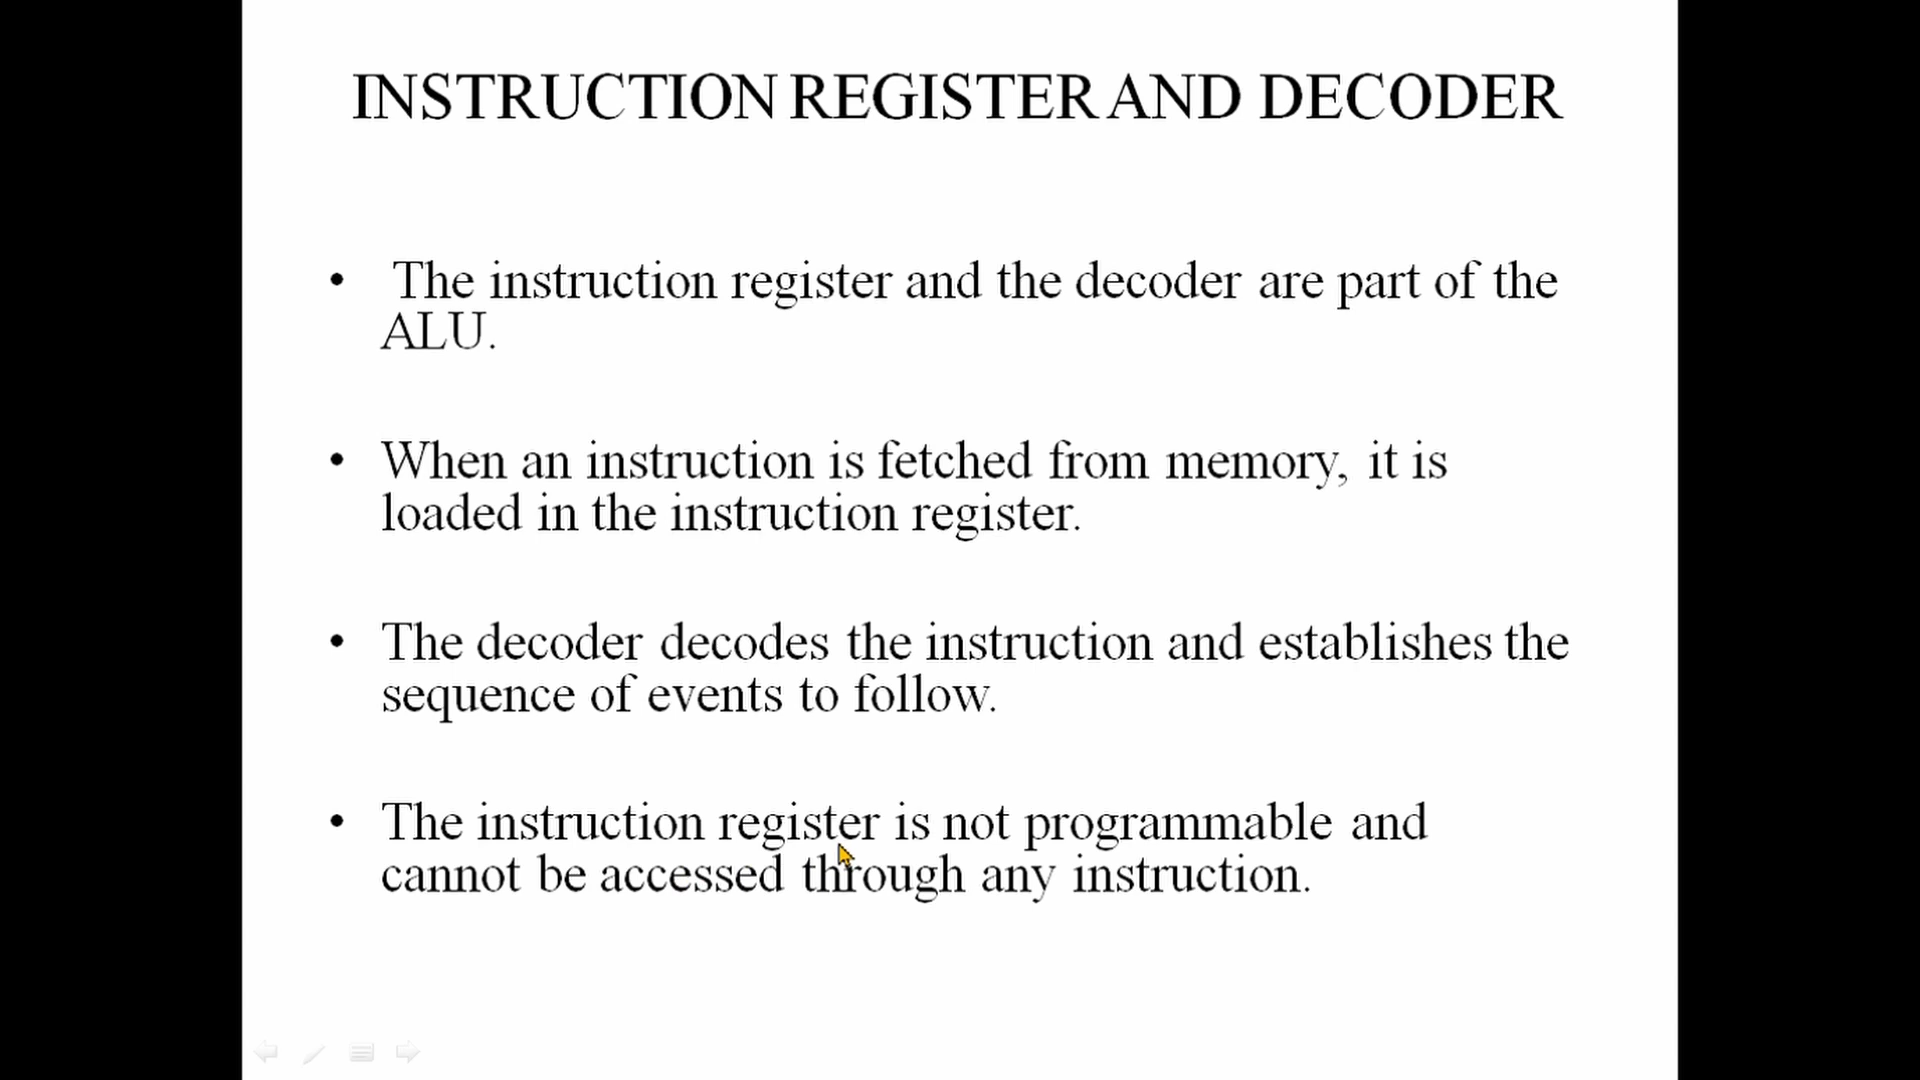 INSTRUCTION REGISTER AND DECODER
• The instruction register and the decoder are part of the
ALU.
• When an instruction is fetched from memory, it is
loaded in the instruction register.
• The decoder decodes the instruction and establishes the
sequence of events to follow.
• The instruction register is not programmable and
cannot be accessed through any instruction.